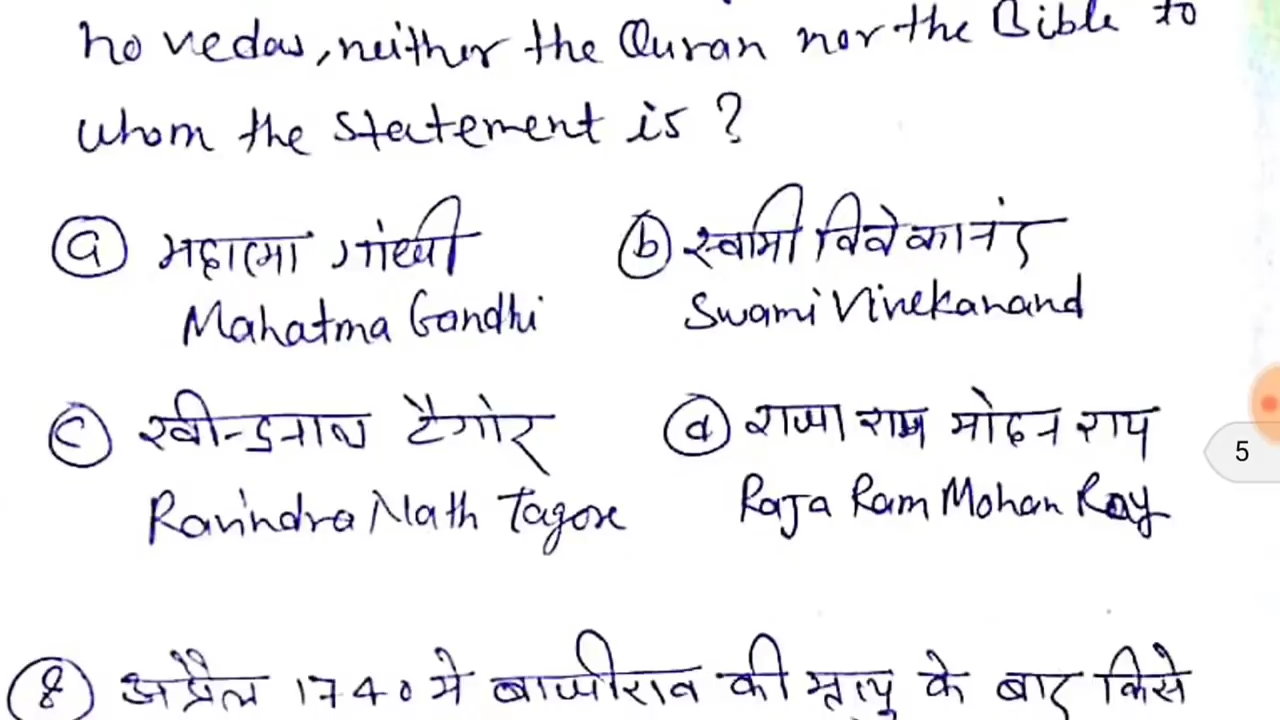 no vedas, neither the Quran nor the Bible to
whom the statement is ?
(a) महात्मा गांधी (b) स्वामी विवेकानंद
Mahatma Gandhi Swami Vivekanand
(c) रवीन्द्रनाथ टैगोर (d) राजा राम मोहन राय
Ravindra Nath Tagore Raja Ram Mohan Roy
5
(8) अप्रैल 1740 मे बाजीराव की मृत्यु के बाद किसे